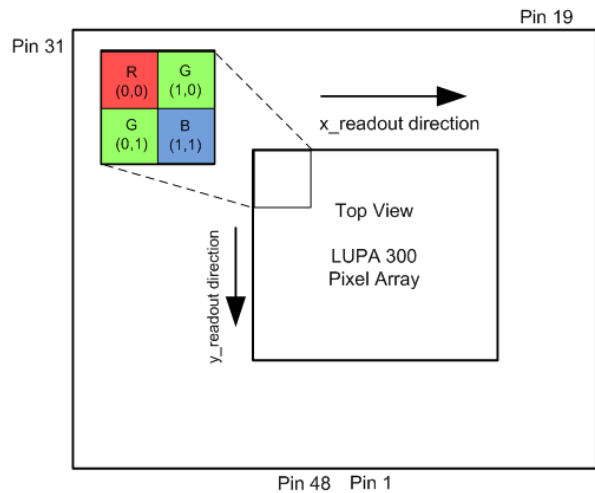 Pin 19
Pin 31
R
(0,0)
G
(1,0)
G
(0,1)
B
(1,1)
x_readout direction
Top View
LUPA 300
Pixel Array
y_readout direction
Pin 48
Pin 1